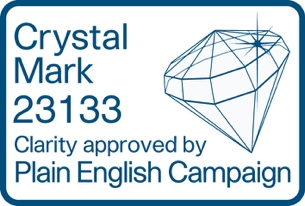 Crystal
Mark
23133
Clarity approved by
Plain English Campaign